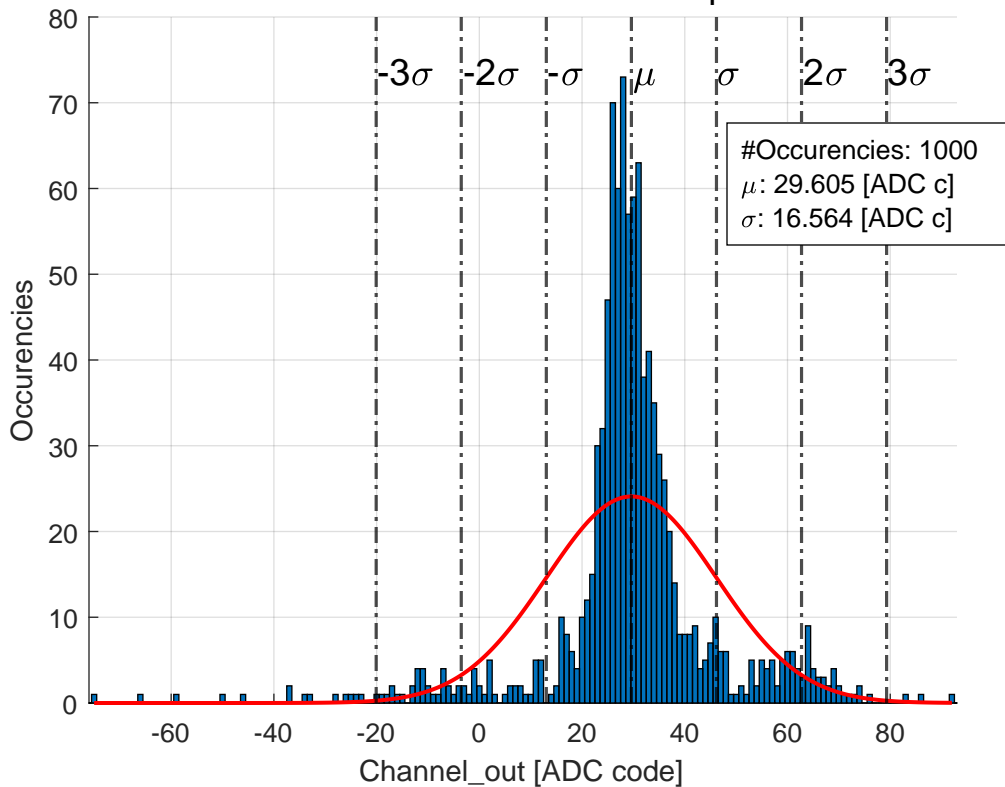 80
70
60
50
40
30
20
10
0
Occurencies
-3σ
-2σ
-σ
μ
σ
2σ
3σ
#Occurencies: 1000
μ: 29.605 [ADC c]
σ: 16.564 [ADC c]
-60
-40
-20
0
20
40
60
80
Channel_out [ADC code]